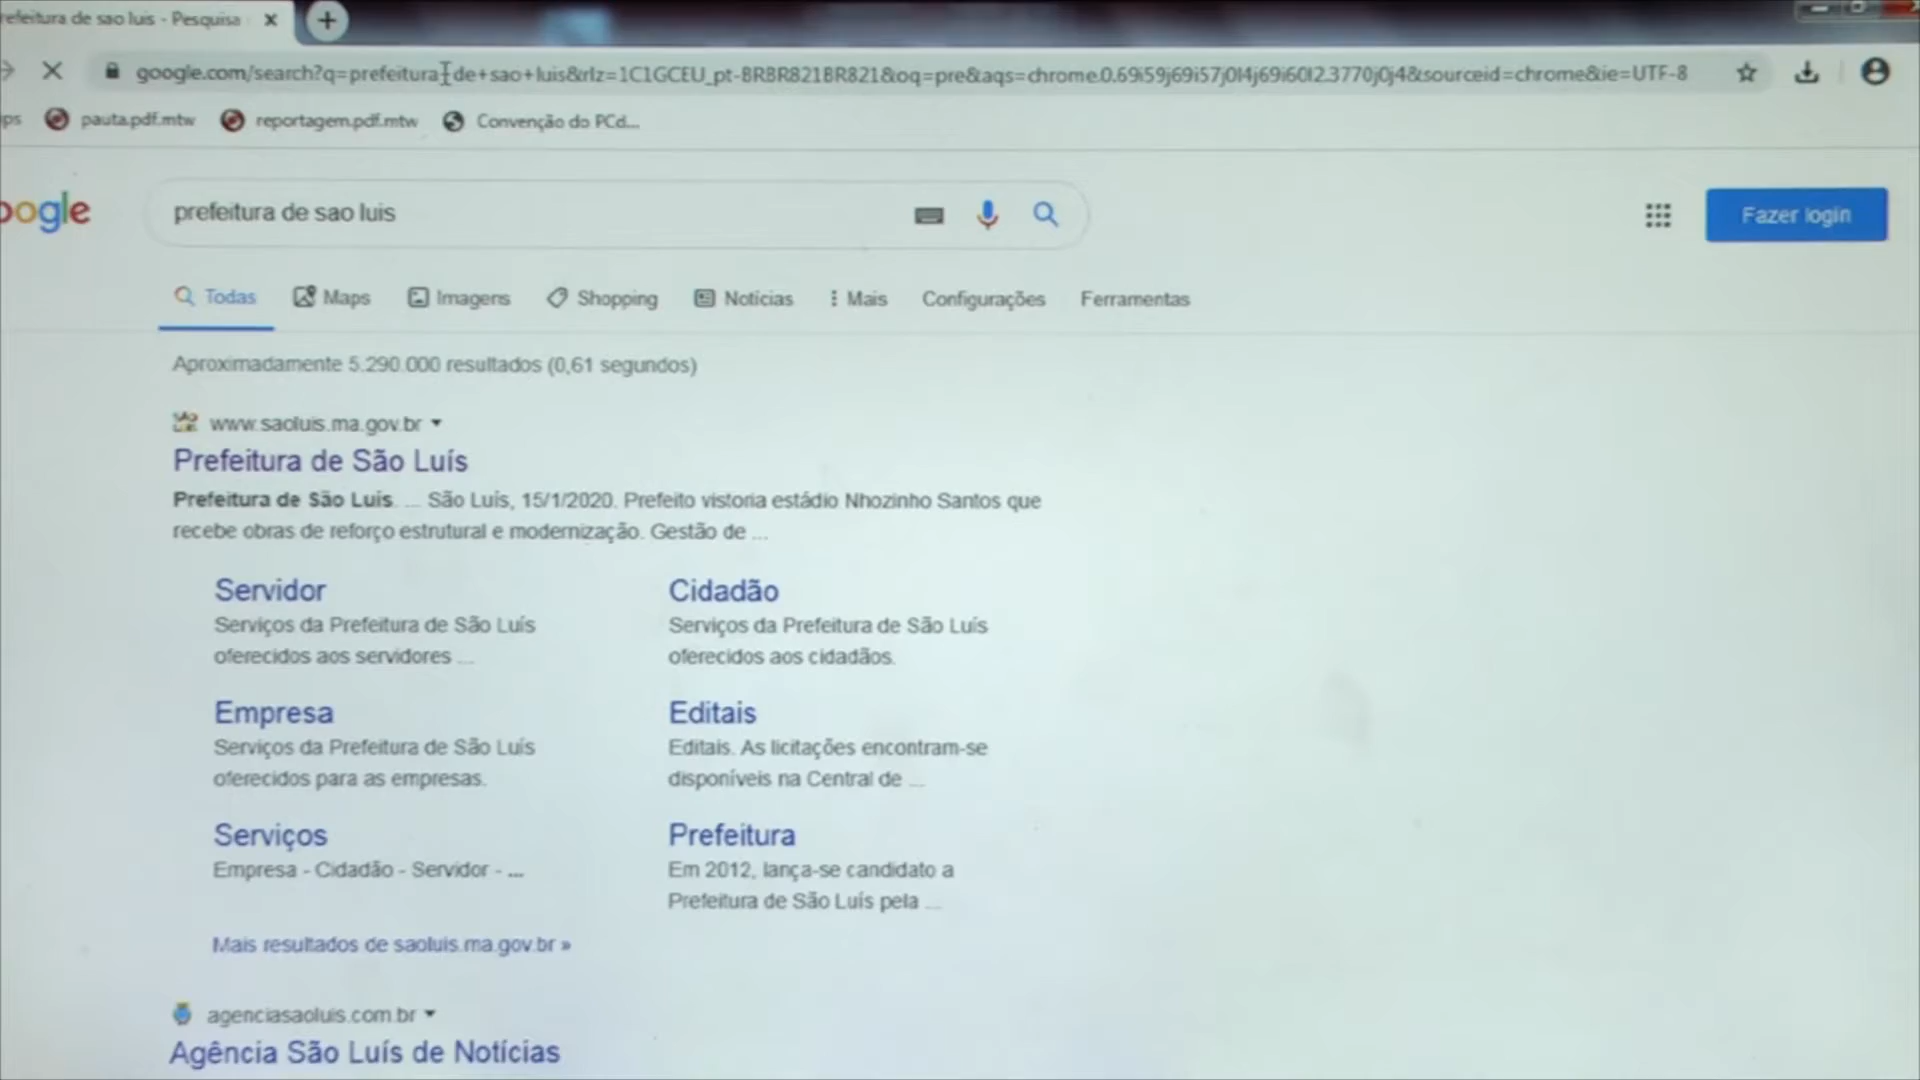 refeitura de sao luis - Pesquisa
google.com/search?q=prefeitura+de+sao+luis&rlz=1C1GCEU_pt-BRBR821BR821&oq=pre&aqs=chrome.0.69i59j69i57j0l4j69i60l2.3770j0j4&sourceid=chrome&ie=UTF-8
ps pauta.pdf.mtw reportagem.pdf.mtw Convenção do PCd...
oogle prefeitura de sao luis Fazer login
Todas Maps Imagens Shopping Notícias Mais Configurações Ferramentas
Aproximadamente 5.290.000 resultados (0,61 segundos)
www.saoluis.ma.gov.br
Prefeitura de São Luís
Prefeitura de São Luís. ... São Luís, 15/1/2020. Prefeito vistoria estádio Nhozinho Santos que
recebe obras de reforço estrutural e modernização. Gestão de ...
Servidor
Serviços da Prefeitura de São Luís
oferecidos aos servidores ...
Cidadão
Serviços da Prefeitura de São Luís
oferecidos aos cidadãos.
Empresa
Serviços da Prefeitura de São Luís
oferecidos para as empresas.
Editais
Editais. As licitações encontram-se
disponíveis na Central de ...
Serviços
Empresa - Cidadão - Servidor - ...
Prefeitura
Em 2012, lança-se candidato a
Prefeitura de São Luís pela ...
Mais resultados de saoluis.ma.gov.br »
agenciasaoluis.com.br
Agência São Luís de Notícias